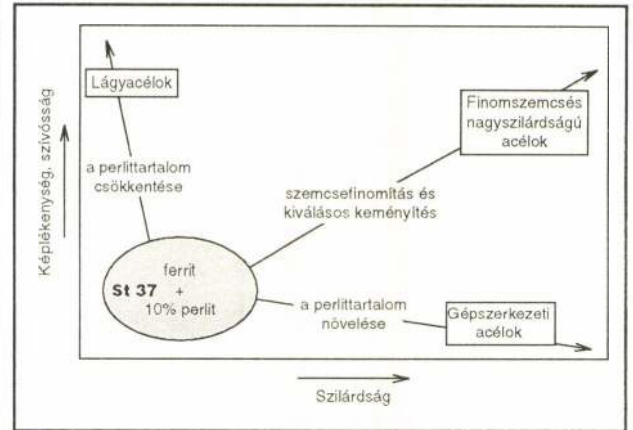 Lágyacélok
Finomszemcsés
nagyszilárdságú
acélok
Képlékenység, szívósság
a perlittartalom
csökkentése
szemcsefinomítás és
kiválásos keményítés
ferrit
St 37 +
10% perlit
a perlittartalom
növelése
Gépszerkezeti
acélok
Szilárdság